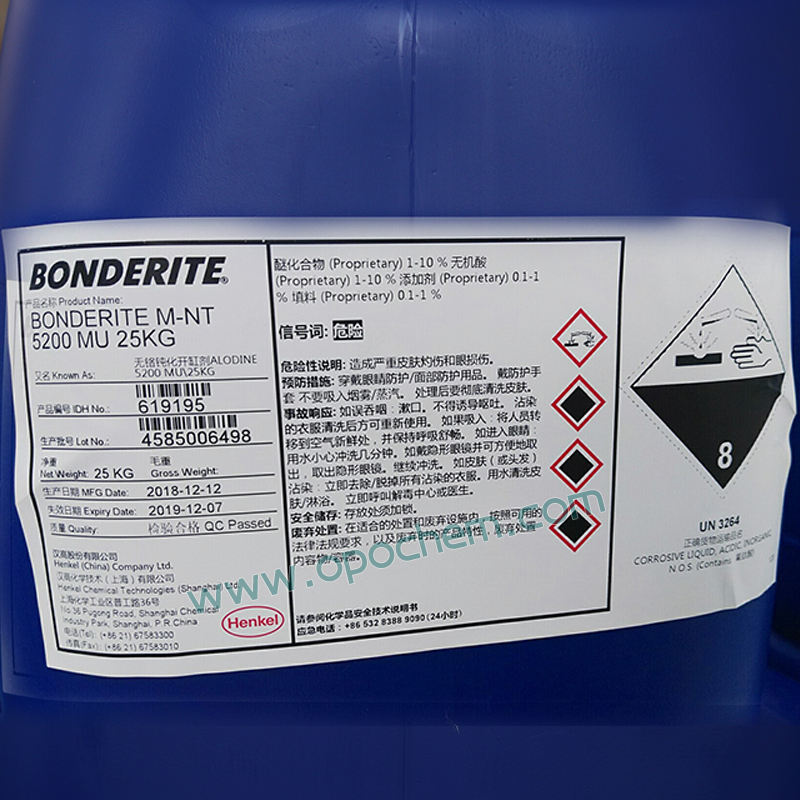 BONDERITE®
产品名称 Product Name:
BONDERITE M-NT
5200 MU 25KG
无铬钝化开缸剂ALODINE
又名 Known As: 5200 MU\25KG
产品编号 IDH No.: 619195
生产批号 Lot No.: 4585006498
净重 毛重
Net Weight: 25 KG Gross Weight:
生产日期 MFG Date: 2018-12-12
失效日期 Expiry Date: 2019-12-07
质量 Quality: 检验合格 QC Passed
汉高股份有限公司
Henkel (China) Company Ltd.
汉高化学技术（上海）有限公司
Henkel Chemical Technologies (Shanghai) Ltd.
上海化学工业区普工路36号
No.36 Pugong Road, Shanghai Chemical
Industry Park, Shanghai, P.R.China
电话(Tel): (+86 21) 67583300
传真(Fax): (+86 21) 67583010
Henkel
醚化合物 (Proprietary) 1-10 % 无机酸
(Proprietary) 1-10 % 添加剂 (Proprietary) 0.1-1
% 填料 (Proprietary) 0.1-1 %
信号词: 危险
危险性说明: 造成严重皮肤灼伤和眼损伤。
预防措施: 穿戴眼睛防护/面部防护用品。 戴防护手
套 不要吸入烟雾/蒸汽。 处理后要彻底清洗皮肤。
事故响应: 如误吞咽：漱口。不得诱导呕吐。 沾染
的衣服清洗后方可重新使用。 如果吸入：将人员转
移到空气新鲜处，并保持呼吸舒畅。 如进入眼睛：
用水小心冲洗几分钟。如戴隐形眼镜并可方便地取
出，取出隐形眼镜。继续冲洗。 如皮肤（或头发）
沾染：立即去除/脱掉所有沾染的衣服。用水清洗皮
肤/淋浴。 立即呼叫解毒中心或医生。
安全储存: 存放处须加锁。
废弃处置: 在适合的处置和废弃设施内，按照可用的
法律法规要求，以及废弃时的产品特性，废弃处置
内容物/容器。
请参阅化学品安全技术说明书
应急电话：+86 532 8388 9090 (24小时)
8
UN 3264
正确货物运输品名
CORROSIVE LIQUID, ACIDIC, INORGANIC,
N.O.S. (Contains
www.opochem.com